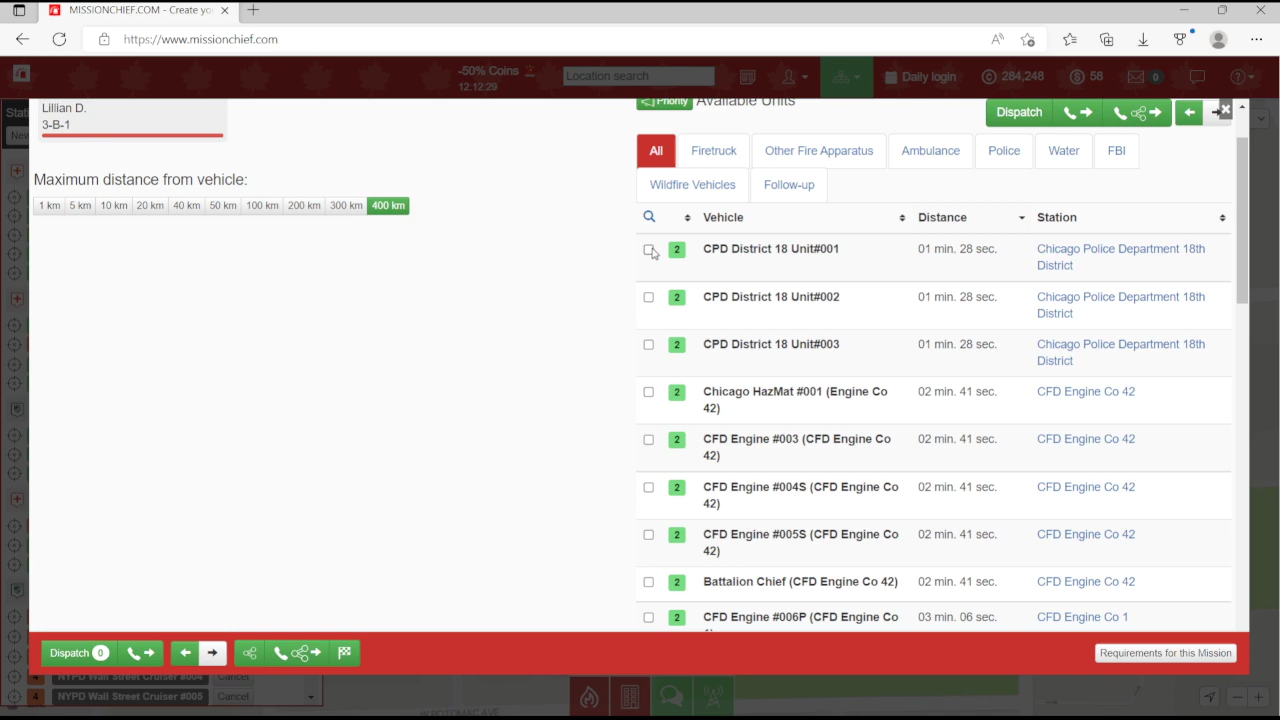 MISSIONCHIEF.COM - Create yo
https://www.missionchief.com
-50% Coins
12:12:29
Location search
Daily login
284,248
58
0
Stati
New
Lillian D.
3-B-1
Maximum distance from vehicle:
1 km 5 km 10 km 20 km 40 km 50 km 100 km 200 km 300 km 400 km
Priority Available Units
Dispatch
All Firetruck Other Fire Apparatus Ambulance Police Water FBI
Wildfire Vehicles Follow-up
Vehicle Distance Station
2 CPD District 18 Unit#001 01 min. 28 sec. Chicago Police Department 18th
District
2 CPD District 18 Unit#002 01 min. 28 sec. Chicago Police Department 18th
District
2 CPD District 18 Unit#003 01 min. 28 sec. Chicago Police Department 18th
District
2 Chicago HazMat #001 (Engine Co 02 min. 41 sec. CFD Engine Co 42
42)
2 CFD Engine #003 (CFD Engine Co 02 min. 41 sec. CFD Engine Co 42
42)
2 CFD Engine #004S (CFD Engine Co 02 min. 41 sec. CFD Engine Co 42
42)
2 CFD Engine #005S (CFD Engine Co 02 min. 41 sec. CFD Engine Co 42
42)
2 Battalion Chief (CFD Engine Co 42) 02 min. 41 sec. CFD Engine Co 42
2 CFD Engine #006P (CFD Engine Co 03 min. 06 sec. CFD Engine Co 1
Dispatch 0
Requirements for this Mission
4 NYPD Wall Street Cruiser #004 Cancel
4 NYPD Wall Street Cruiser #005 Cancel
W POTOMAC AVE